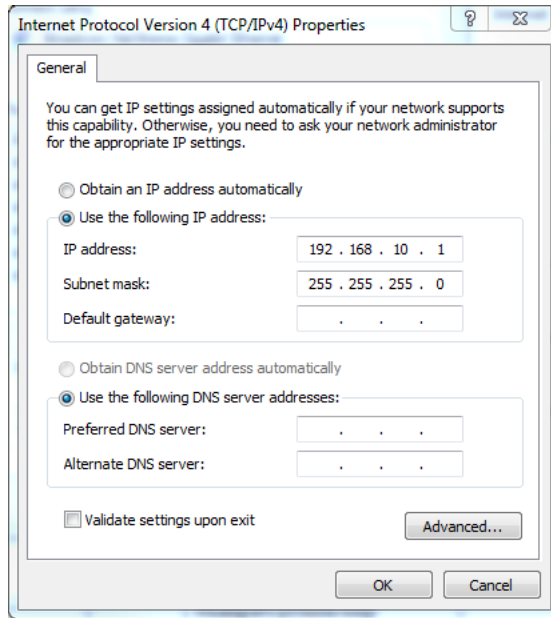 Internet Protocol Version 4 (TCP/IPv4) Properties
?
General
You can get IP settings assigned automatically if your network supports
this capability. Otherwise, you need to ask your network administrator
for the appropriate IP settings.
Obtain an IP address automatically
Use the following IP address:
IP address: 192 . 168 . 10 . 1
Subnet mask: 255 . 255 . 255 . 0
Default gateway: . . .
Obtain DNS server address automatically
Use the following DNS server addresses:
Preferred DNS server: . . .
Alternate DNS server: . . .
Validate settings upon exit
Advanced...
OK Cancel